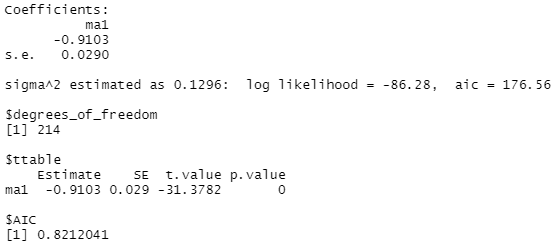 Coefficients:
ma1
-0.9103
s.e. 0.0290
sigma^2 estimated as 0.1296: log likelihood = -86.28, aic = 176.56
$degrees_of_freedom
[1] 214
$ttable
Estimate SE t.value p.value
ma1 -0.9103 0.029 -31.3782 0
$AIC
[1] 0.8212041